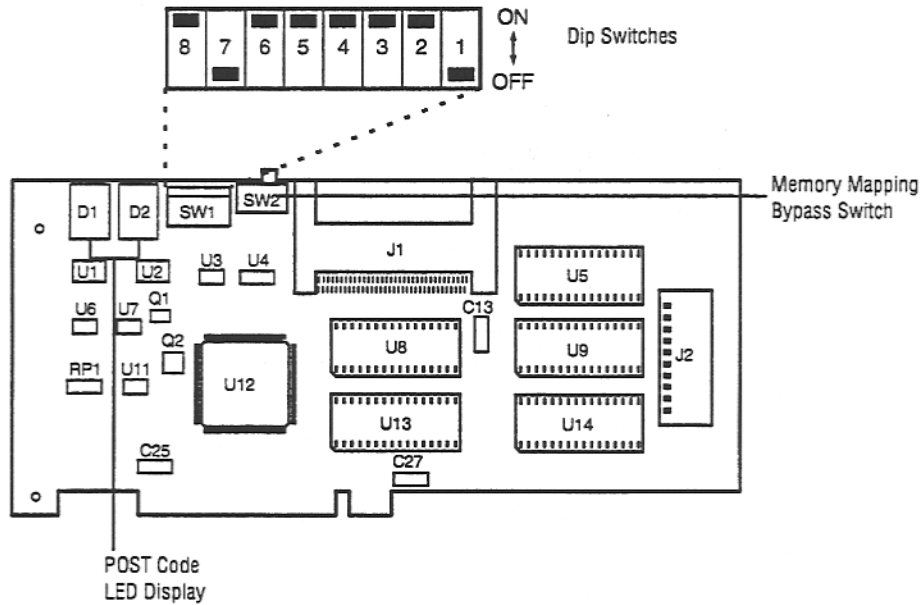 ON
8 7 6 5 4 3 2 1
OFF
Dip Switches
D1 D2 SW1 SW2
Memory Mapping
Bypass Switch
J1
U1 U2 U3 U4 U5
Q1
C13
U6 U7
U8 U9 J2
Q2
RP1 U11 U12
U13 U14
C25 C27
POST Code
LED Display